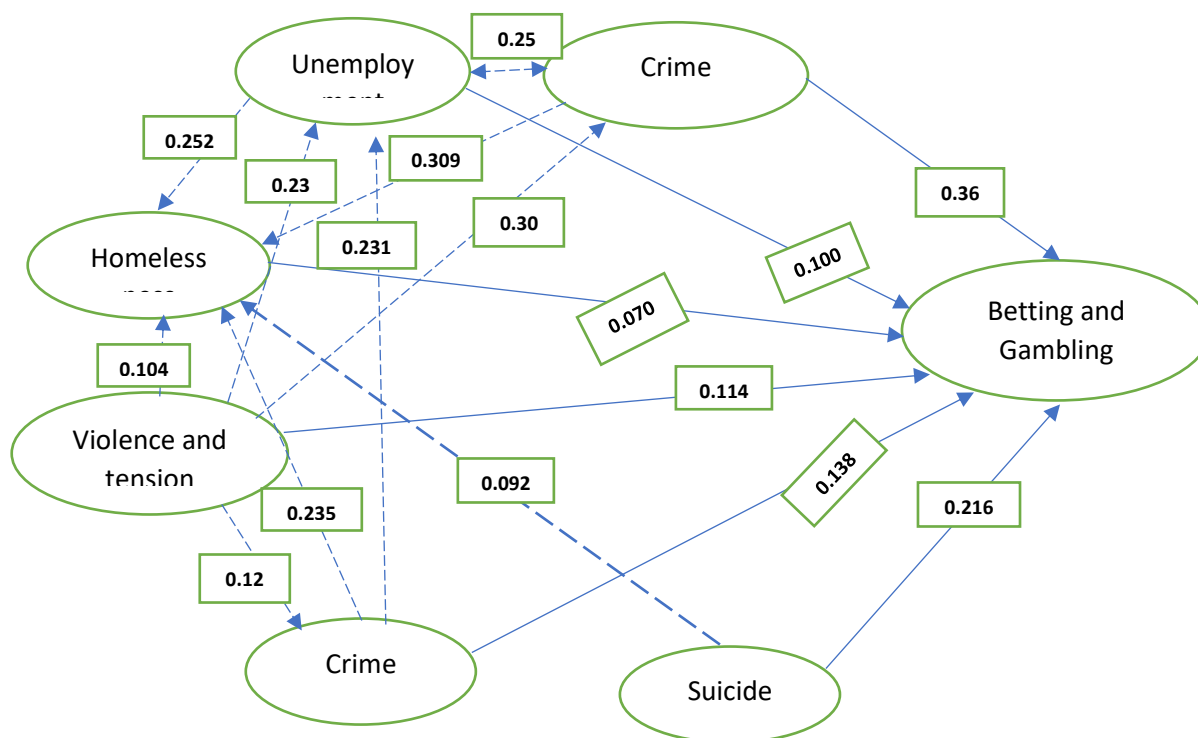 0.25
Unemploy
Crime
0.252
0.309
0.23
0.36
0.30
0.231
Homeless
0.100
0.070
Betting and
Gambling
0.104
0.114
Violence and
tension
0.138
0.092
0.235
0.216
0.12
Crime
Suicide